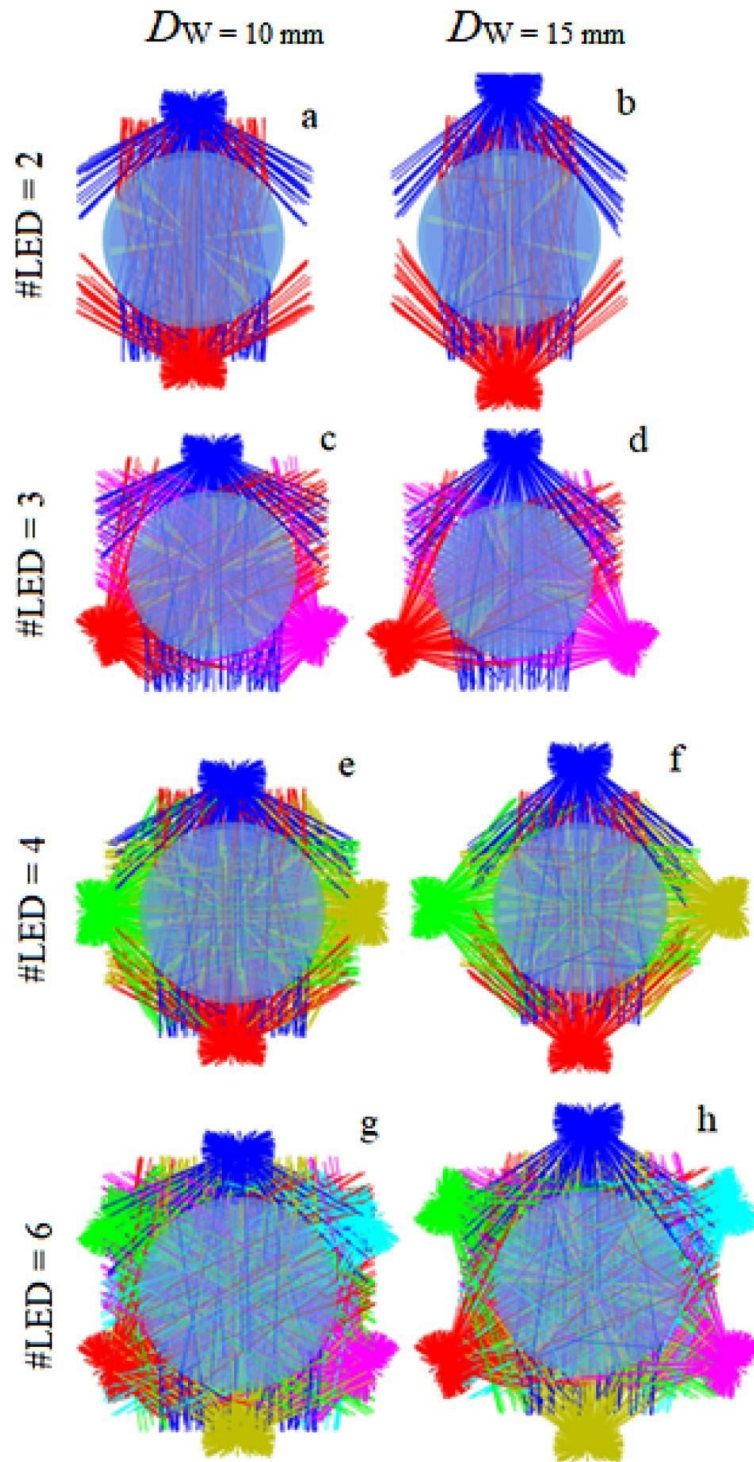 DW = 10 mm DW = 15 mm
a b
#LED = 2
c d
#LED = 3
e f
#LED = 4
g h
#LED = 6